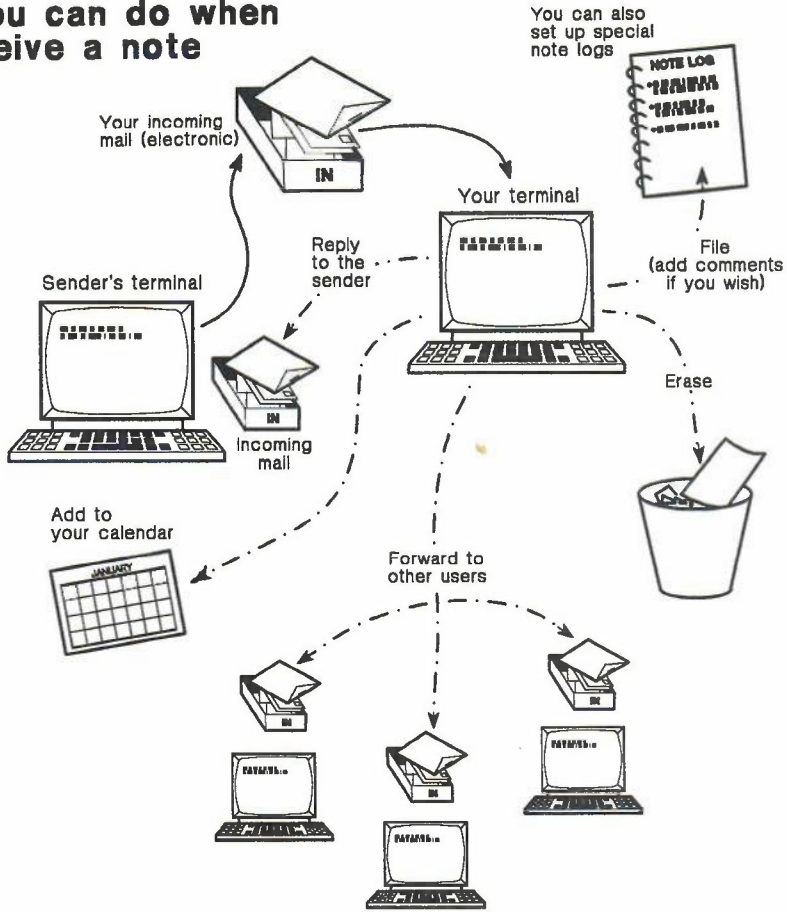 ou can do when
eive a note
You can also
set up special
note logs
NOTE LOG
Your incoming
mail (electronic)
IN
Your terminal
Reply
to the
sender
File
(add comments
if you wish)
Sender's terminal
Erase
IN
Incoming
mail
Add to
your calendar
JANUARY
Forward to
other users
IN
IN
IN